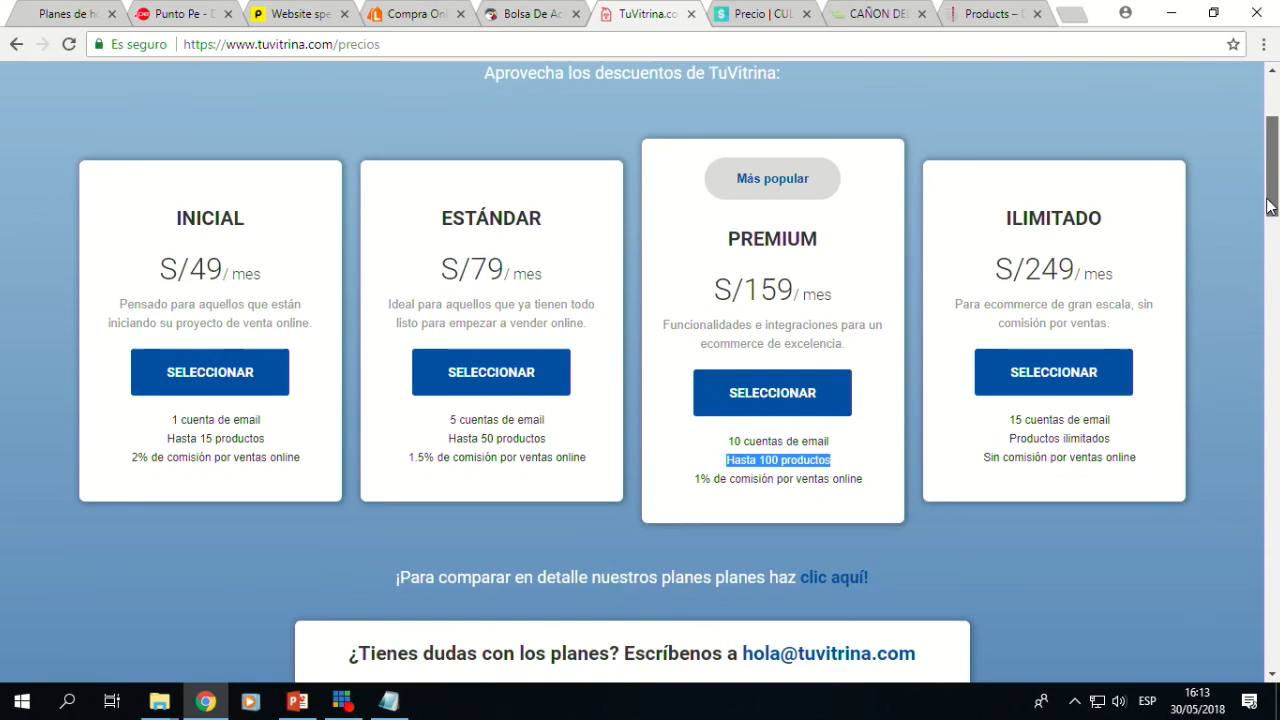 Planes de ho
Punto Pe - D
Website spe
Compra Onl
Bolsa De Ac
TuVitrina.co
Precio | CUL
CAÑON DEL
Products – D
Es seguro
https://www.tuvitrina.com/precios
Aprovecha los descuentos de TuVitrina:
INICIAL
S/49/ mes
Pensado para aquellos que están
iniciando su proyecto de venta online.
SELECCIONAR
1 cuenta de email
Hasta 15 productos
2% de comisión por ventas online
ESTÁNDAR
S/79/ mes
Ideal para aquellos que ya tienen todo
listo para empezar a vender online.
SELECCIONAR
5 cuentas de email
Hasta 50 productos
1.5% de comisión por ventas online
Más popular
PREMIUM
S/159/ mes
Funcionalidades e integraciones para un
ecommerce de excelencia.
SELECCIONAR
10 cuentas de email
Hasta 100 productos
1% de comisión por ventas online
ILIMITADO
S/249/ mes
Para ecommerce de gran escala, sin
comisión por ventas.
SELECCIONAR
15 cuentas de email
Productos ilimitados
Sin comisión por ventas online
¡Para comparar en detalle nuestros planes planes haz clic aquí!
¿Tienes dudas con los planes? Escríbenos a hola@tuvitrina.com
ESP
16:13
30/05/2018